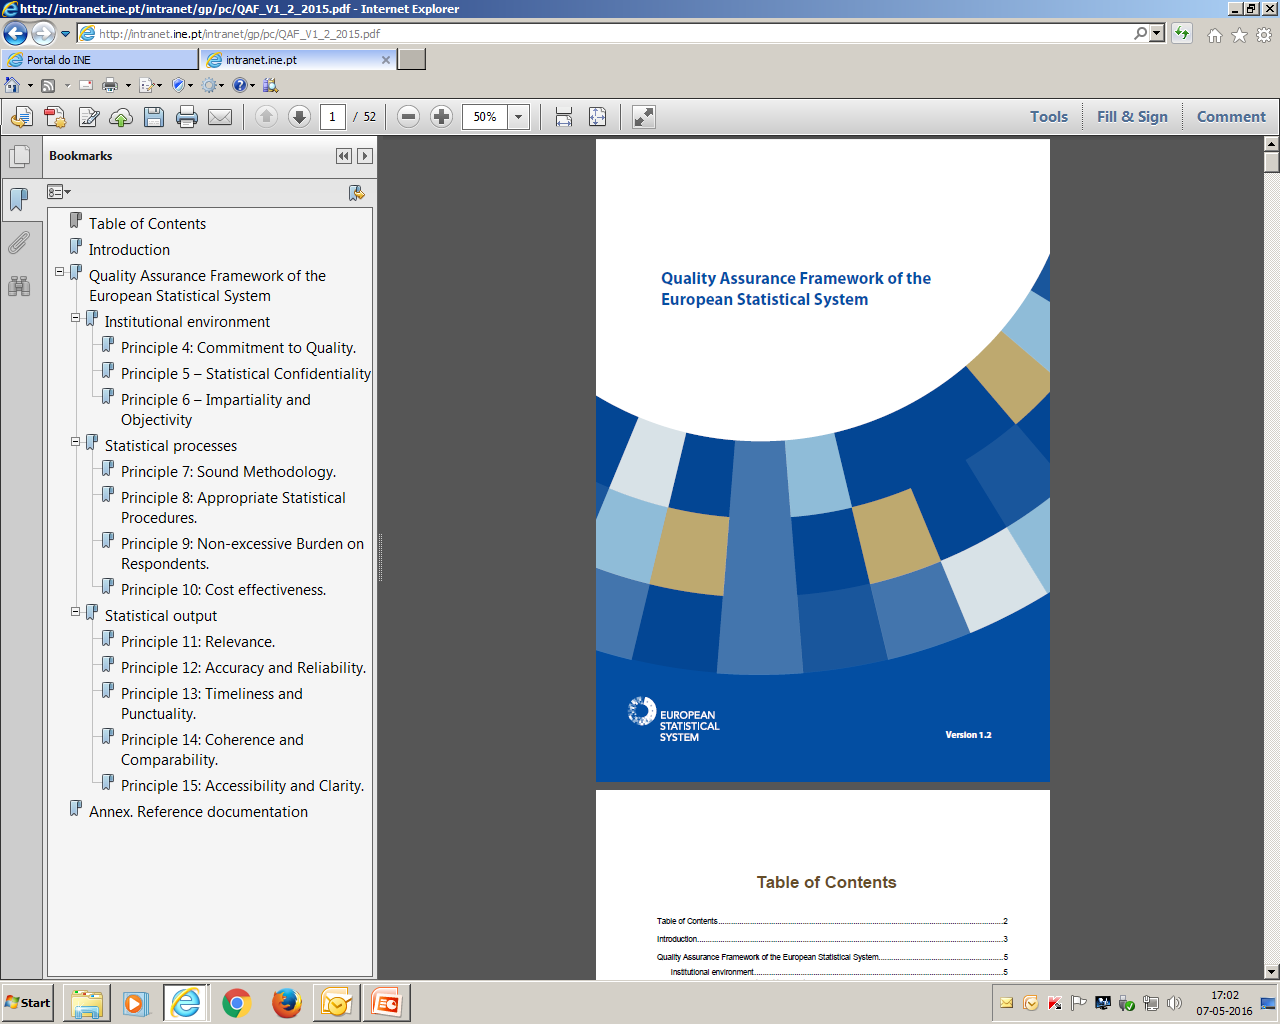 http://intranet.ine.pt/intranet/gp/pc/QAF_V1_2_2015.pdf - Internet Explorer
http://intranet.ine.pt/intranet/gp/pc/QAF_V1_2_2015.pdf
Portal do INE
intranet.ine.pt
1 / 52
50%
Tools
Fill & Sign
Comment
Bookmarks
Table of Contents
Introduction
Quality Assurance Framework of the
European Statistical System
Institutional environment
Principle 4: Commitment to Quality.
Principle 5 – Statistical Confidentiality
Principle 6 – Impartiality and
Objectivity
Statistical processes
Principle 7: Sound Methodology.
Principle 8: Appropriate Statistical
Procedures.
Principle 9: Non-excessive Burden on
Respondents.
Principle 10: Cost effectiveness.
Statistical output
Principle 11: Relevance.
Principle 12: Accuracy and Reliability.
Principle 13: Timeliness and
Punctuality.
Principle 14: Coherence and
Comparability.
Principle 15: Accessibility and Clarity.
Annex. Reference documentation
Quality Assurance Framework of the
European Statistical System
EUROPEAN
STATISTICAL
SYSTEM
Version 1.2
Table of Contents
Table of Contents 2
Introduction 3
Quality Assurance Framework of the European Statistical System 5
Institutional environment 5
Start
17:02
07-05-2016